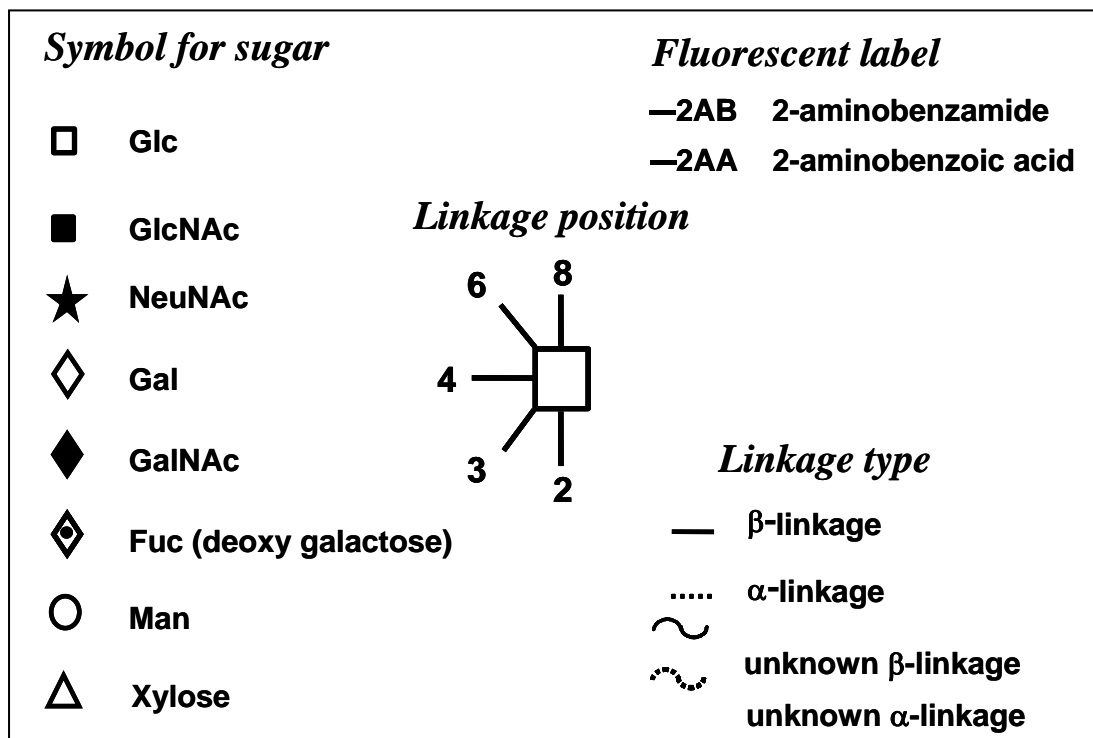 Symbol for sugar
Glc
GlcNAc
NeuNAc
Gal
GalNAc
Fuc (deoxy galactose)
Man
Xylose
Fluorescent label
—2AB 2-aminobenzamide
—2AA 2-aminobenzoic acid
Linkage position
6 8
4
3 2
Linkage type
β-linkage
α-linkage
unknown β-linkage
unknown α-linkage